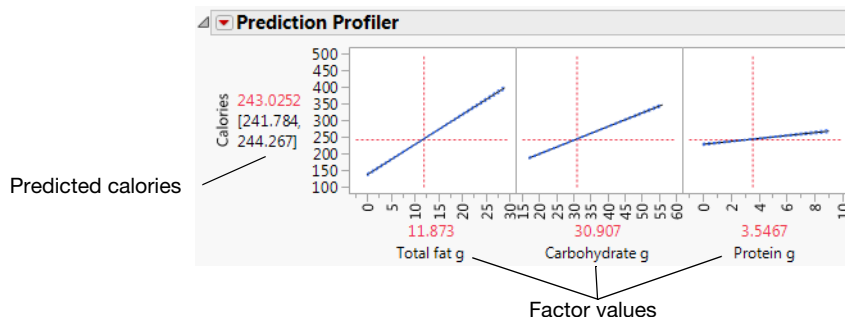 Prediction Profiler
500
450
400
350
300
250
200
150
100
Calories
243.0252
[241.784,
244.267]
Predicted calories
0 5 10 15 20 25 30
15 20 25 30 35 40 45 50 55 60
0 2 4 6 8 10
11.873 30.907 3.5467
Total fat g Carbohydrate g Protein g
Factor values